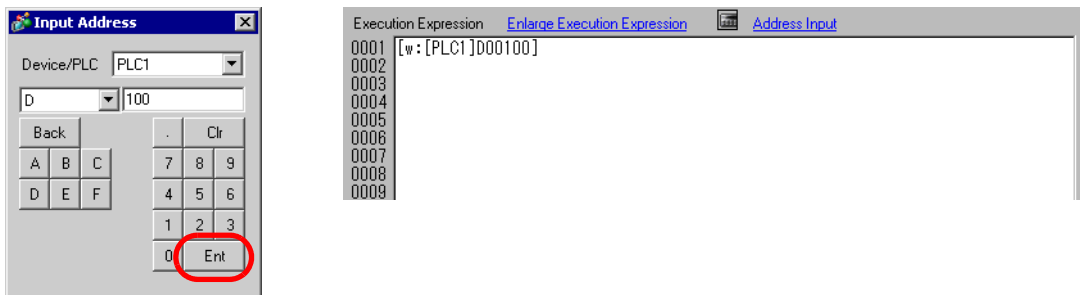 Input Address
Device/PLC PLC1
D 100
Back . Clr
A B C 7 8 9
D E F 4 5 6
1 2 3
0 Ent
Execution Expression Enlarge Execution Expression Address Input
0001 [w:[PLC1]D00100]
0002
0003
0004
0005
0006
0007
0008
0009